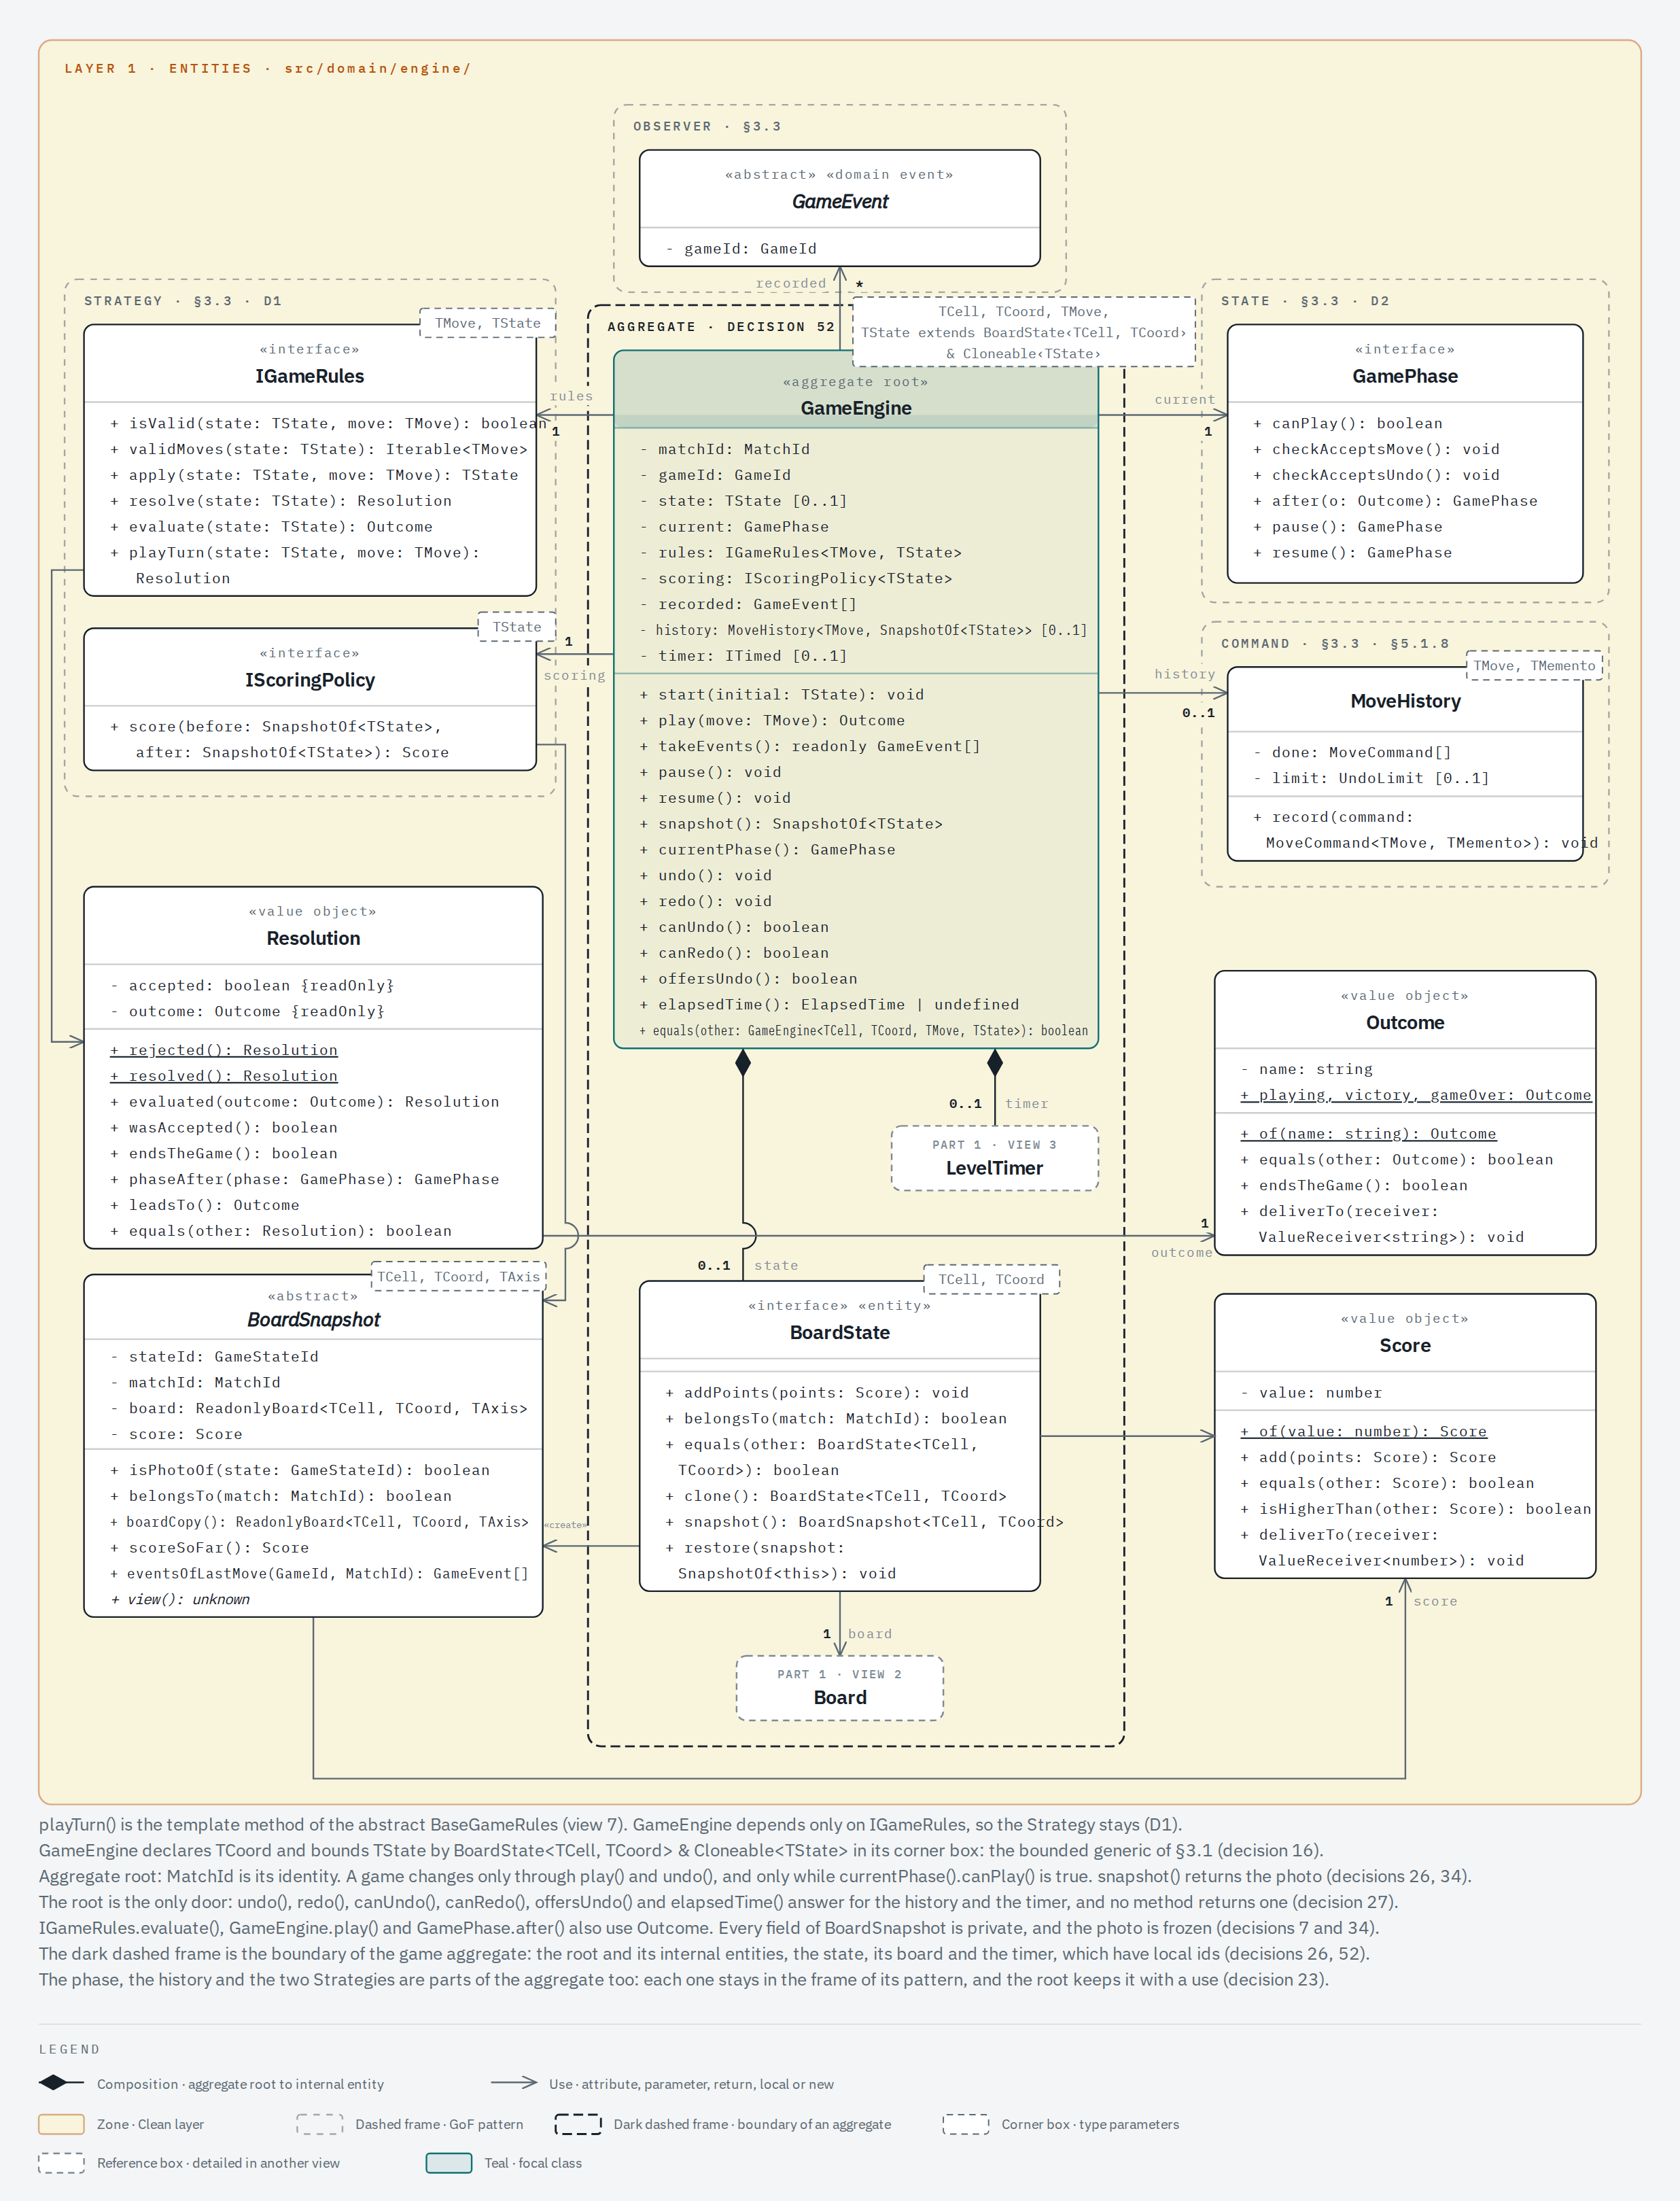 LAYER 1 · ENTITIES · src/domain/engine/
OBSERVER · §3.3
«abstract» «domain event»
GameEvent
- gameId: GameId
recorded
*
STRATEGY · §3.3 · D1
TMove, TState
«interface»
IGameRules
+ isValid(state: TState, move: TMove): boolean
+ validMoves(state: TState): Iterable<TMove>
+ apply(state: TState, move: TMove): TState
+ resolve(state: TState): Resolution
+ evaluate(state: TState): Outcome
+ playTurn(state: TState, move: TMove):
Resolution
rules
1
TState
«interface»
IScoringPolicy
+ score(before: SnapshotOf<TState>,
after: SnapshotOf<TState>): Score
1
scoring
AGGREGATE · DECISION 52
TCell, TCoord, TMove,
TState extends BoardState‹TCell, TCoord›
& Cloneable‹TState›
«aggregate root»
GameEngine
- matchId: MatchId
- gameId: GameId
- state: TState [0..1]
- current: GamePhase
- rules: IGameRules<TMove, TState>
- scoring: IScoringPolicy<TState>
- recorded: GameEvent[]
- history: MoveHistory<TMove, SnapshotOf<TState>> [0..1]
- timer: ITimed [0..1]
+ start(initial: TState): void
+ play(move: TMove): Outcome
+ takeEvents(): readonly GameEvent[]
+ pause(): void
+ resume(): void
+ snapshot(): SnapshotOf<TState>
+ currentPhase(): GamePhase
+ undo(): void
+ redo(): void
+ canUndo(): boolean
+ canRedo(): boolean
+ offersUndo(): boolean
+ elapsedTime(): ElapsedTime | undefined
+ equals(other: GameEngine<TCell, TCoord, TMove, TState>): boolean
STATE · §3.3 · D2
«interface»
GamePhase
+ canPlay(): boolean
+ checkAcceptsMove(): void
+ checkAcceptsUndo(): void
+ after(o: Outcome): GamePhase
+ pause(): GamePhase
+ resume(): GamePhase
current
1
COMMAND · §3.3 · §5.1.8
TMove, TMemento
MoveHistory
- done: MoveCommand[]
- limit: UndoLimit [0..1]
+ record(command:
MoveCommand<TMove, TMemento>): void
history
0..1
«value object»
Resolution
- accepted: boolean {readOnly}
- outcome: Outcome {readOnly}
+ rejected(): Resolution
+ resolved(): Resolution
+ evaluated(outcome: Outcome): Resolution
+ wasAccepted(): boolean
+ endsTheGame(): boolean
+ phaseAfter(phase: GamePhase): GamePhase
+ leadsTo(): Outcome
+ equals(other: Resolution): boolean
0..1
timer
PART 1 · VIEW 3
LevelTimer
«value object»
Outcome
- name: string
+ playing, victory, gameOver: Outcome
+ of(name: string): Outcome
+ equals(other: Outcome): boolean
+ endsTheGame(): boolean
+ deliverTo(receiver:
ValueReceiver<string>): void
1
outcome
0..1
state
TCell, TCoord, TAxis
«abstract»
BoardSnapshot
- stateId: GameStateId
- matchId: MatchId
- board: ReadonlyBoard<TCell, TCoord, TAxis>
- score: Score
+ isPhotoOf(state: GameStateId): boolean
+ belongsTo(match: MatchId): boolean
+ boardCopy(): ReadonlyBoard<TCell, TCoord, TAxis>
+ scoreSoFar(): Score
+ eventsOfLastMove(GameId, MatchId): GameEvent[]
+ view(): unknown
«create»
TCell, TCoord
«interface» «entity»
BoardState
+ addPoints(points: Score): void
+ belongsTo(match: MatchId): boolean
+ equals(other: BoardState<TCell,
TCoord>): boolean
+ clone(): BoardState<TCell, TCoord>
+ snapshot(): BoardSnapshot<TCell, TCoord>
+ restore(snapshot:
SnapshotOf<this>): void
«value object»
Score
- value: number
+ of(value: number): Score
+ add(points: Score): Score
+ equals(other: Score): boolean
+ isHigherThan(other: Score): boolean
+ deliverTo(receiver:
ValueReceiver<number>): void
1
score
1
board
PART 1 · VIEW 2
Board
playTurn() is the template method of the abstract BaseGameRules (view 7). GameEngine depends only on IGameRules, so the Strategy stays (D1).
GameEngine declares TCoord and bounds TState by BoardState<TCell, TCoord> & Cloneable<TState> in its corner box: the bounded generic of §3.1 (decision 16).
Aggregate root: MatchId is its identity. A game changes only through play() and undo(), and only while currentPhase().canPlay() is true. snapshot() returns the photo (decisions 26, 34).
The root is the only door: undo(), redo(), canUndo(), canRedo(), offersUndo() and elapsedTime() answer for the history and the timer, and no method returns one (decision 27).
IGameRules.evaluate(), GameEngine.play() and GamePhase.after() also use Outcome. Every field of BoardSnapshot is private, and the photo is frozen (decisions 7 and 34).
The dark dashed frame is the boundary of the game aggregate: the root and its internal entities, the state, its board and the timer, which have local ids (decisions 26, 52).
The phase, the history and the two Strategies are parts of the aggregate too: each one stays in the frame of its pattern, and the root keeps it with a use (decision 23).
LEGEND
Composition · aggregate root to internal entity
Use · attribute, parameter, return, local or new
Zone · Clean layer
Dashed frame · GoF pattern
Dark dashed frame · boundary of an aggregate
Corner box · type parameters
Reference box · detailed in another view
Teal · focal class